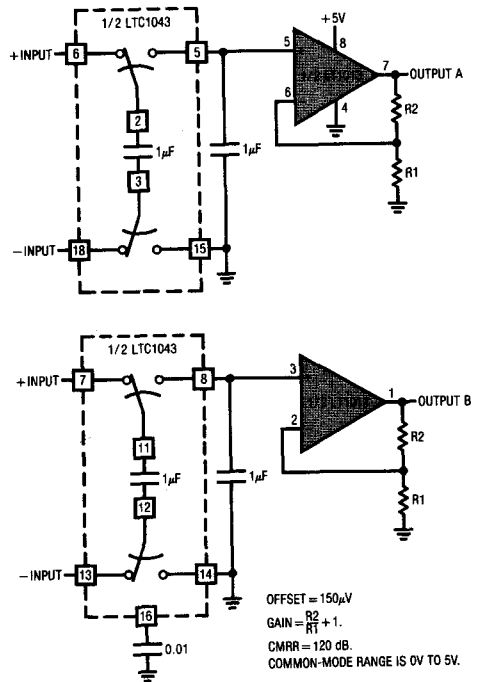 1/2 LTC1043
+INPUT
6
5
5
+5V
8
7
OUTPUT A
6
4
R2
R1
2
1µF
3
1µF
−INPUT
18
15
1/2 LTC1043
+INPUT
7
8
3
1
OUTPUT B
2
R2
R1
11
1µF
12
1µF
−INPUT
13
14
16
0.01
OFFSET = 150µV
GAIN = R2/R1 + 1.
CMRR = 120 dB.
COMMON-MODE RANGE IS 0V TO 5V.